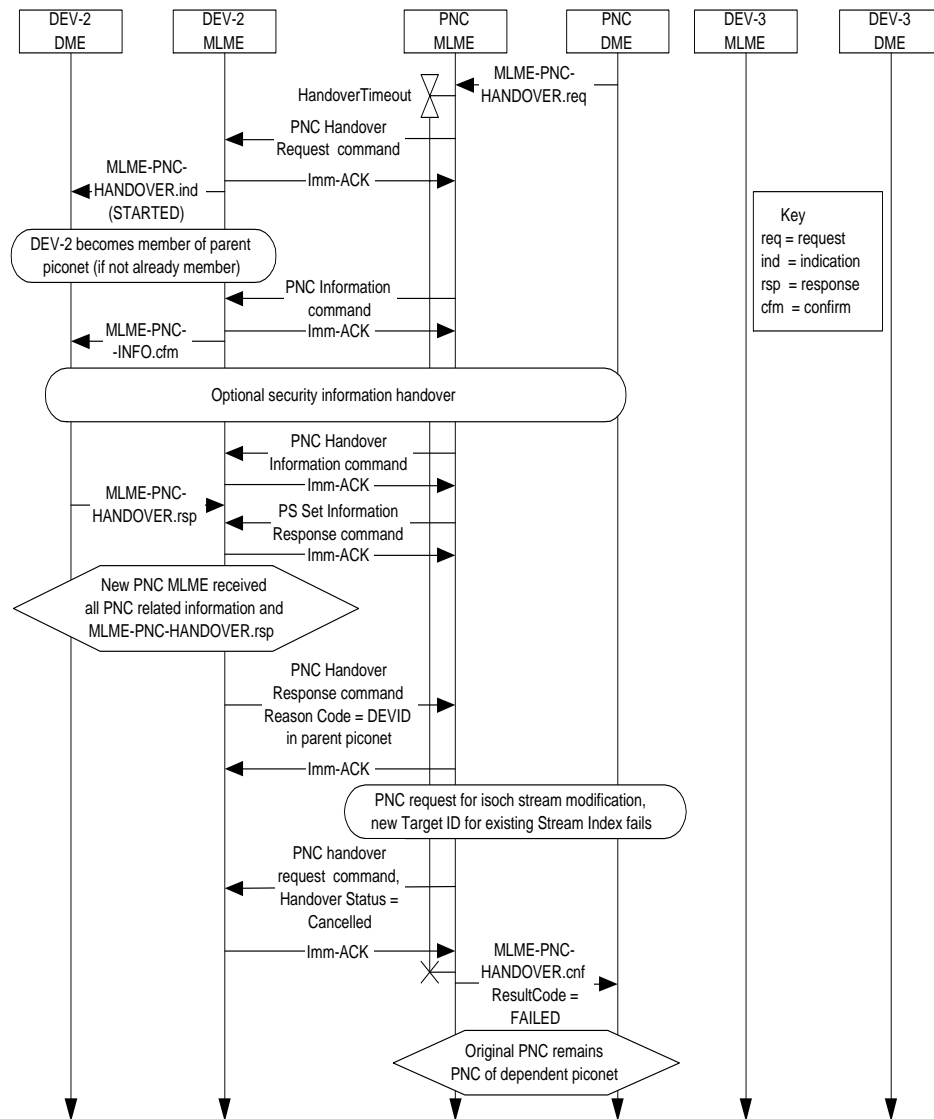 DEV-2
DME
DEV-2
MLME
PNC
MLME
PNC
DME
DEV-3
MLME
DEV-3
DME
MLME-PNC-
HANDOVER.req
HandoverTimeout
PNC Handover
Request command
MLME-PNC-
HANDOVER.ind
(STARTED)
Imm-ACK
Key
req = request
ind = indication
rsp = response
cfm = confirm
DEV-2 becomes member of parent
piconet (if not already member)
PNC Information
command
MLME-PNC-
-INFO.cfm
Imm-ACK
Optional security information handover
PNC Handover
Information command
Imm-ACK
MLME-PNC-
HANDOVER.rsp
PS Set Information
Response command
Imm-ACK
New PNC MLME received
all PNC related information and
MLME-PNC-HANDOVER.rsp
PNC Handover
Response command
Reason Code = DEVID
in parent piconet
Imm-ACK
PNC request for isoch stream modification,
new Target ID for existing Stream Index fails
PNC handover
request command,
Handover Status =
Cancelled
Imm-ACK
MLME-PNC-
HANDOVER.cnf
ResultCode =
FAILED
Original PNC remains
PNC of dependent piconet